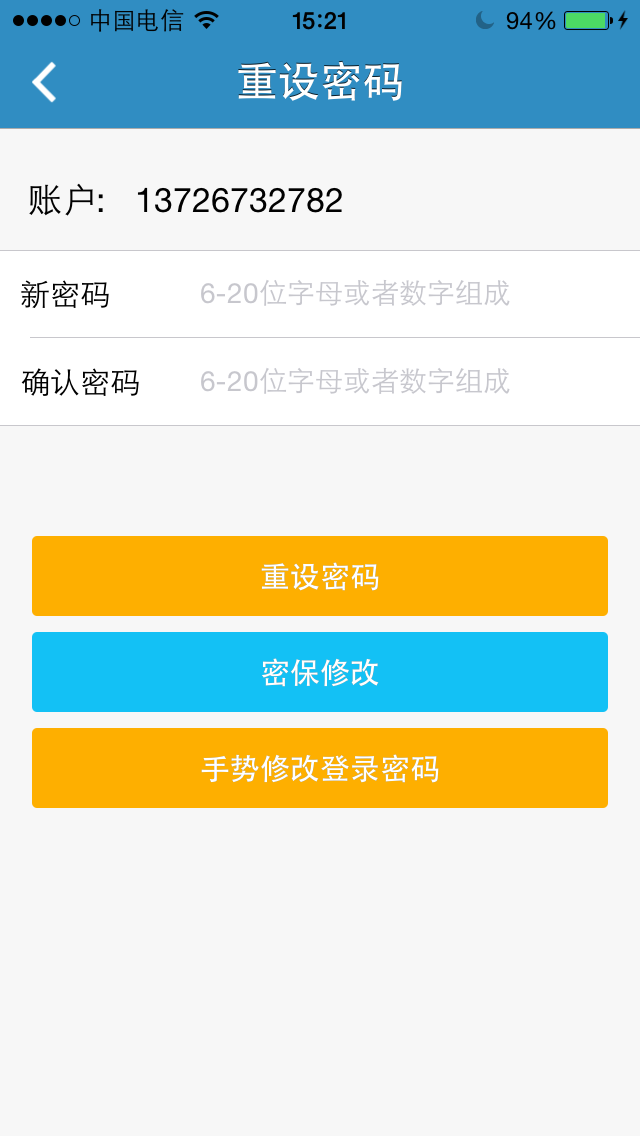 中国电信 15:21 94%
重设密码
账户: 13726732782
新密码 6-20位字母或者数字组成
确认密码 6-20位字母或者数字组成
重设密码
密保修改
手势修改登录密码